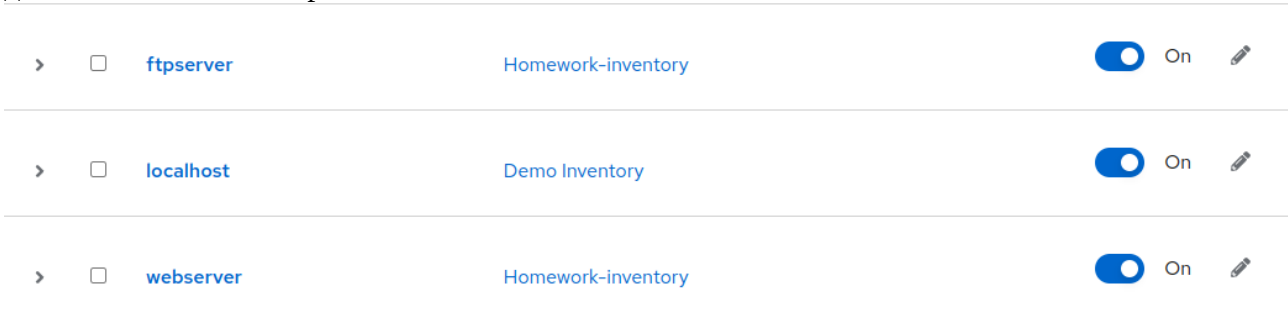 ftpserver Homework-inventory On
localhost Demo Inventory On
webserver Homework-inventory On